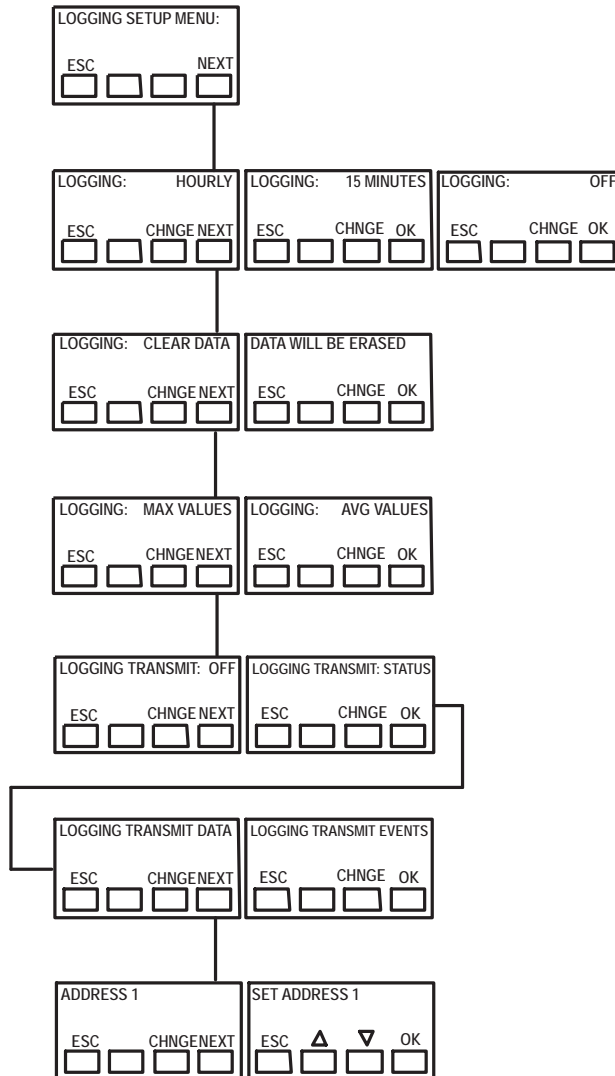 LOGGING SETUP MENU:
ESC NEXT
LOGGING: HOURLY
ESC CHNGE NEXT
LOGGING: 15 MINUTES
ESC CHNGE OK
LOGGING: OFF
ESC CHNGE OK
LOGGING: CLEAR DATA
ESC CHNGE NEXT
DATA WILL BE ERASED
ESC CHNGE OK
LOGGING: MAX VALUES
ESC CHNGE NEXT
LOGGING: AVG VALUES
ESC CHNGE OK
LOGGING TRANSMIT: OFF
ESC CHNGE NEXT
LOGGING TRANSMIT: STATUS
ESC CHNGE OK
LOGGING TRANSMIT DATA
ESC CHNGE NEXT
LOGGING TRANSMIT EVENTS
ESC CHNGE OK
ADDRESS 1
ESC CHNGE NEXT
SET ADDRESS 1
ESC OK